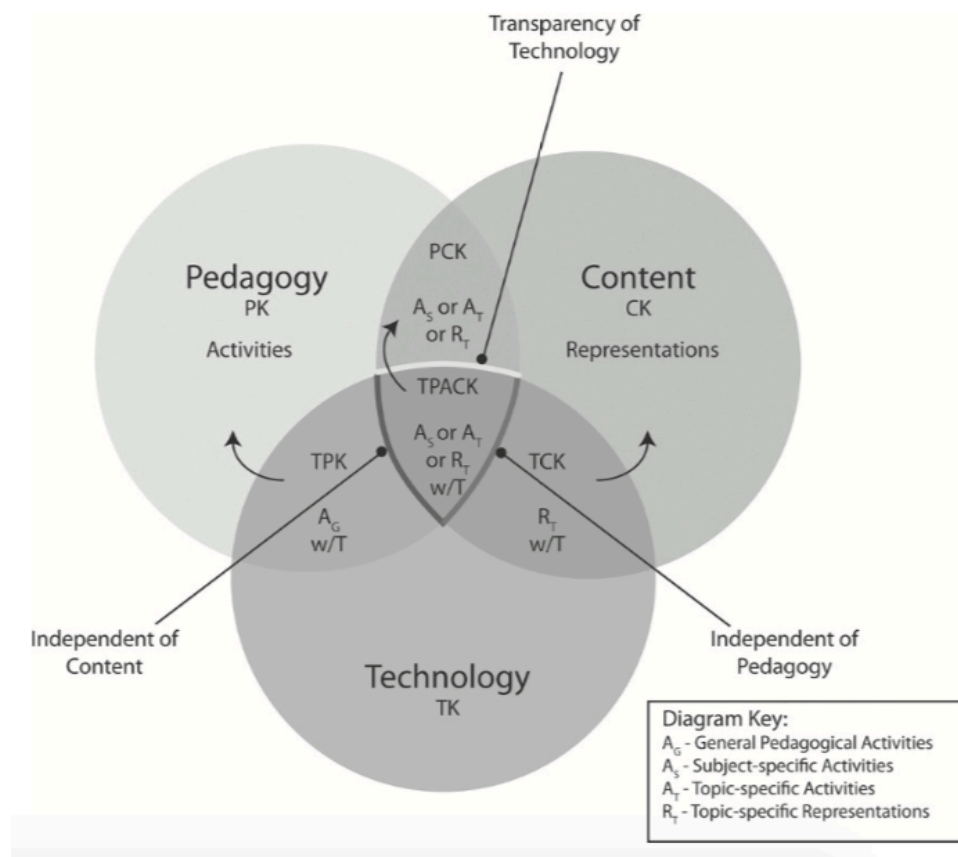 Transparency of
Technology
PCK
Pedagogy
PK
Activities
Content
CK
Representations
A_S or A_T
or R_T
TPACK
A_S or A_T
or R_T
w/T
TPK
TCK
A_G
w/T
R_T
w/T
Independent of
Content
Independent of
Pedagogy
Technology
TK
Diagram Key:
A_G - General Pedagogical Activities
A_S - Subject-specific Activities
A_T - Topic-specific Activities
R_T - Topic-specific Representations